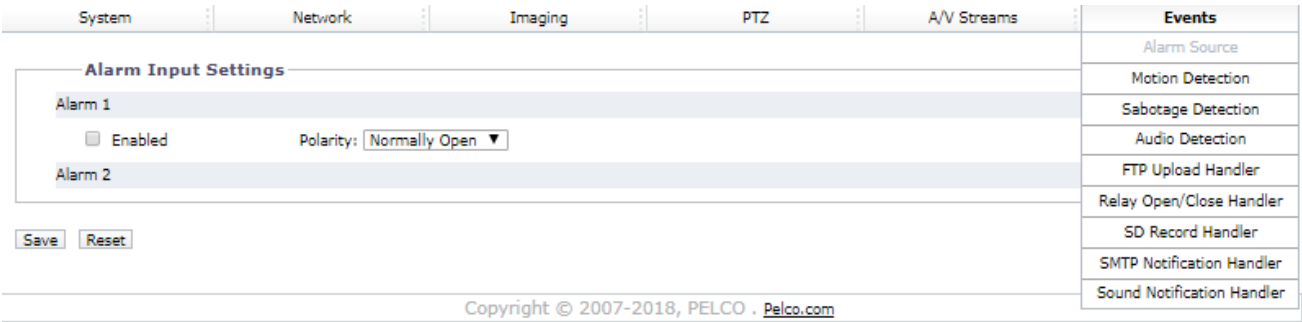 System Network Imaging PTZ A/V Streams Events
Alarm Source
Motion Detection
Sabotage Detection
Audio Detection
FTP Upload Handler
Relay Open/Close Handler
SD Record Handler
SMTP Notification Handler
Sound Notification Handler
Alarm Input Settings
Alarm 1
Enabled Polarity: Normally Open ▼
Alarm 2
Save Reset
Copyright © 2007-2018, PELCO . Pelco.com